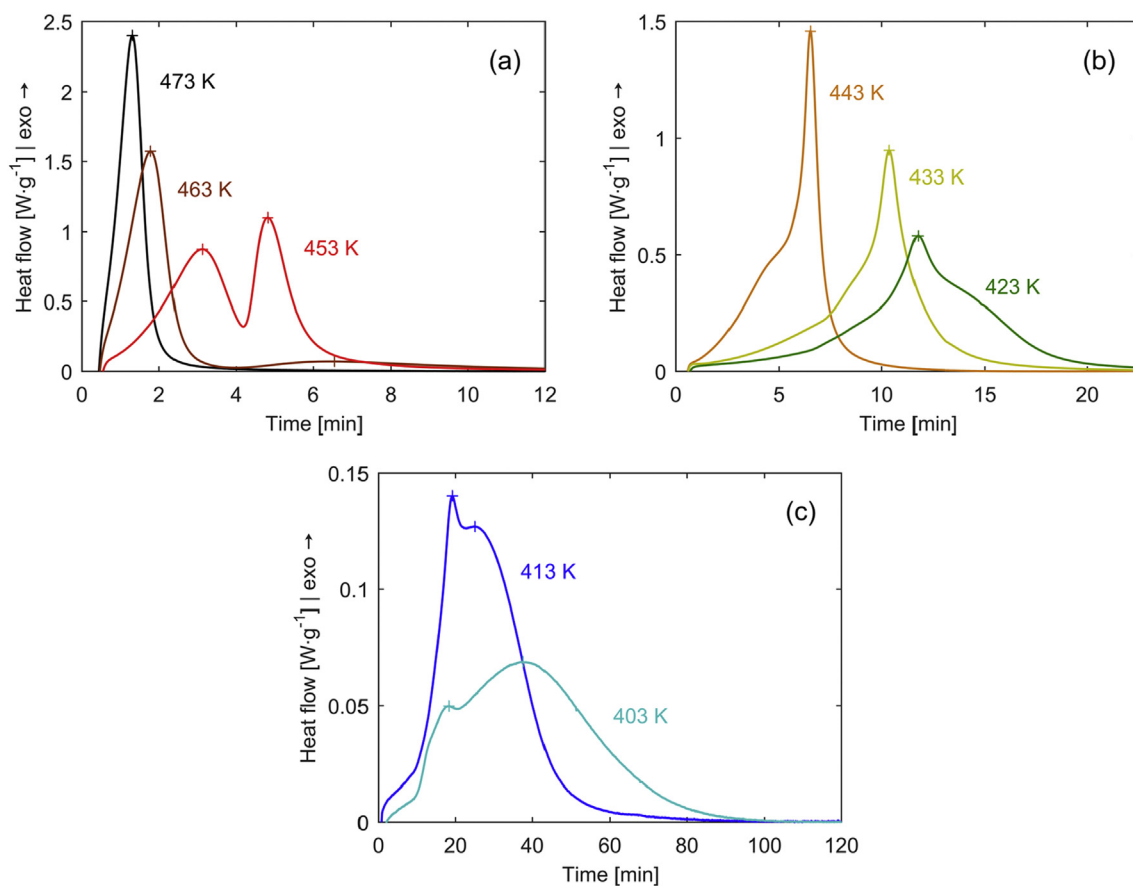 (a)
Heat flow [W·g⁻¹] | exo →
2.5
2
1.5
1
0.5
0
473 K
463 K
453 K
0 2 4 6 8 10 12
Time [min]
(b)
Heat flow [W·g⁻¹] | exo →
1.5
1
0.5
0
443 K
433 K
423 K
0 5 10 15 20
Time [min]
(c)
Heat flow [W·g⁻¹] | exo →
0.15
0.1
0.05
0
413 K
403 K
0 20 40 60 80 100 120
Time [min]